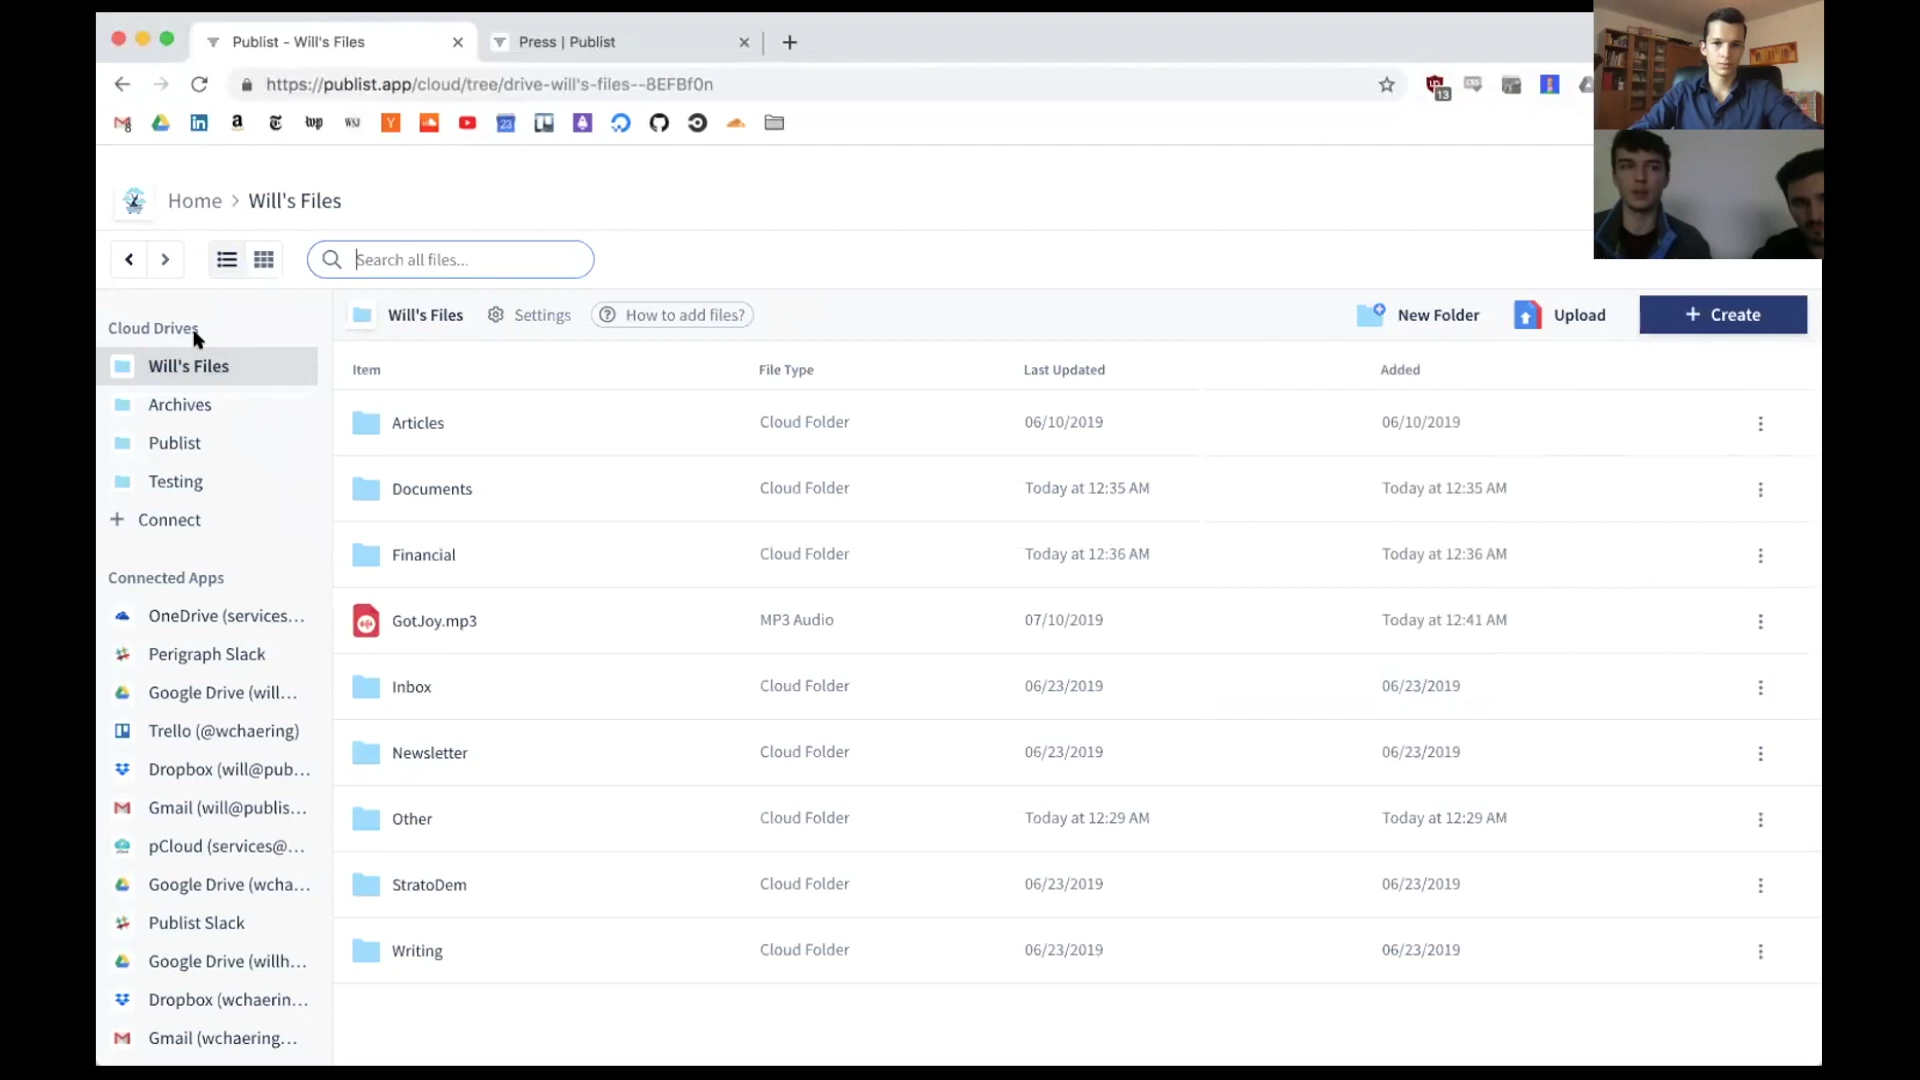 Publist - Will's Files
Press | Publist
https://publist.app/cloud/tree/drive-will's-files--8EFBf0n
13
WSJ
Y
23
Home > Will's Files
Search all files...
Cloud Drives
Will's Files
Archives
Publist
Testing
+ Connect
Connected Apps
OneDrive (services...
Perigraph Slack
Google Drive (will...
Trello (@wchaering)
Dropbox (will@pub...
Gmail (will@publis...
pCloud (services@...
Google Drive (wcha...
Publist Slack
Google Drive (willh...
Dropbox (wchaerin...
Gmail (wchaering...
Will's Files Settings ? How to add files? New Folder Upload + Create
Item File Type Last Updated Added
Articles Cloud Folder 06/10/2019 06/10/2019
Documents Cloud Folder Today at 12:35 AM Today at 12:35 AM
Financial Cloud Folder Today at 12:36 AM Today at 12:36 AM
GotJoy.mp3 MP3 Audio 07/10/2019 Today at 12:41 AM
Inbox Cloud Folder 06/23/2019 06/23/2019
Newsletter Cloud Folder 06/23/2019 06/23/2019
Other Cloud Folder Today at 12:29 AM Today at 12:29 AM
StratoDem Cloud Folder 06/23/2019 06/23/2019
Writing Cloud Folder 06/23/2019 06/23/2019